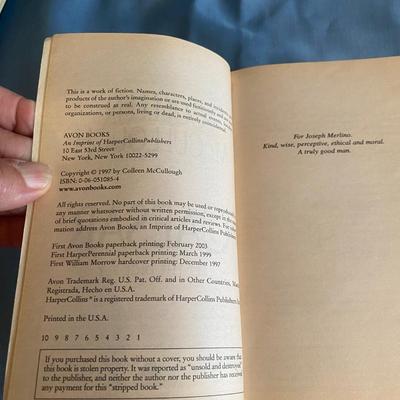 This is a work of fiction. Names, characters, places, and incidents are
products of the author's imagination or are used fictitiously and are not
to be construed as real. Any resemblance to actual events, locales,
organizations, or persons, living or dead, is entirely coincidental.
AVON BOOKS
An Imprint of HarperCollinsPublishers
10 East 53rd Street
New York, New York 10022-5299
Copyright © 1997 by Colleen McCullough
ISBN: 0-06-051085-4
www.avonbooks.com
All rights reserved. No part of this book may be used or reproduced
any manner whatsoever without written permission, except in the
of brief quotations embodied in critical articles and reviews. For
mation address Avon Books, an Imprint of HarperCollins
First Avon Books paperback printing: February 2003
First HarperPerennial paperback printing: March 1999
First William Morrow hardcover printing: December 1997
Avon Trademark Reg. U.S. Pat. Off. and in Other Countries,
Registrada, Hecho en U.S.A.
HarperCollins® is a registered trademark of HarperCollins
Printed in the U.S.A.
10 9 8 7 6 5 4 3 2 1
If you purchased this book without a cover, you should be aware that
this book is stolen property. It was reported as "unsold and destroyed"
to the publisher, and neither the author nor the publisher has received
any payment for this "stripped book."
For Joseph Merlino.
Kind, wise, perceptive, ethical and moral.
A truly good man.